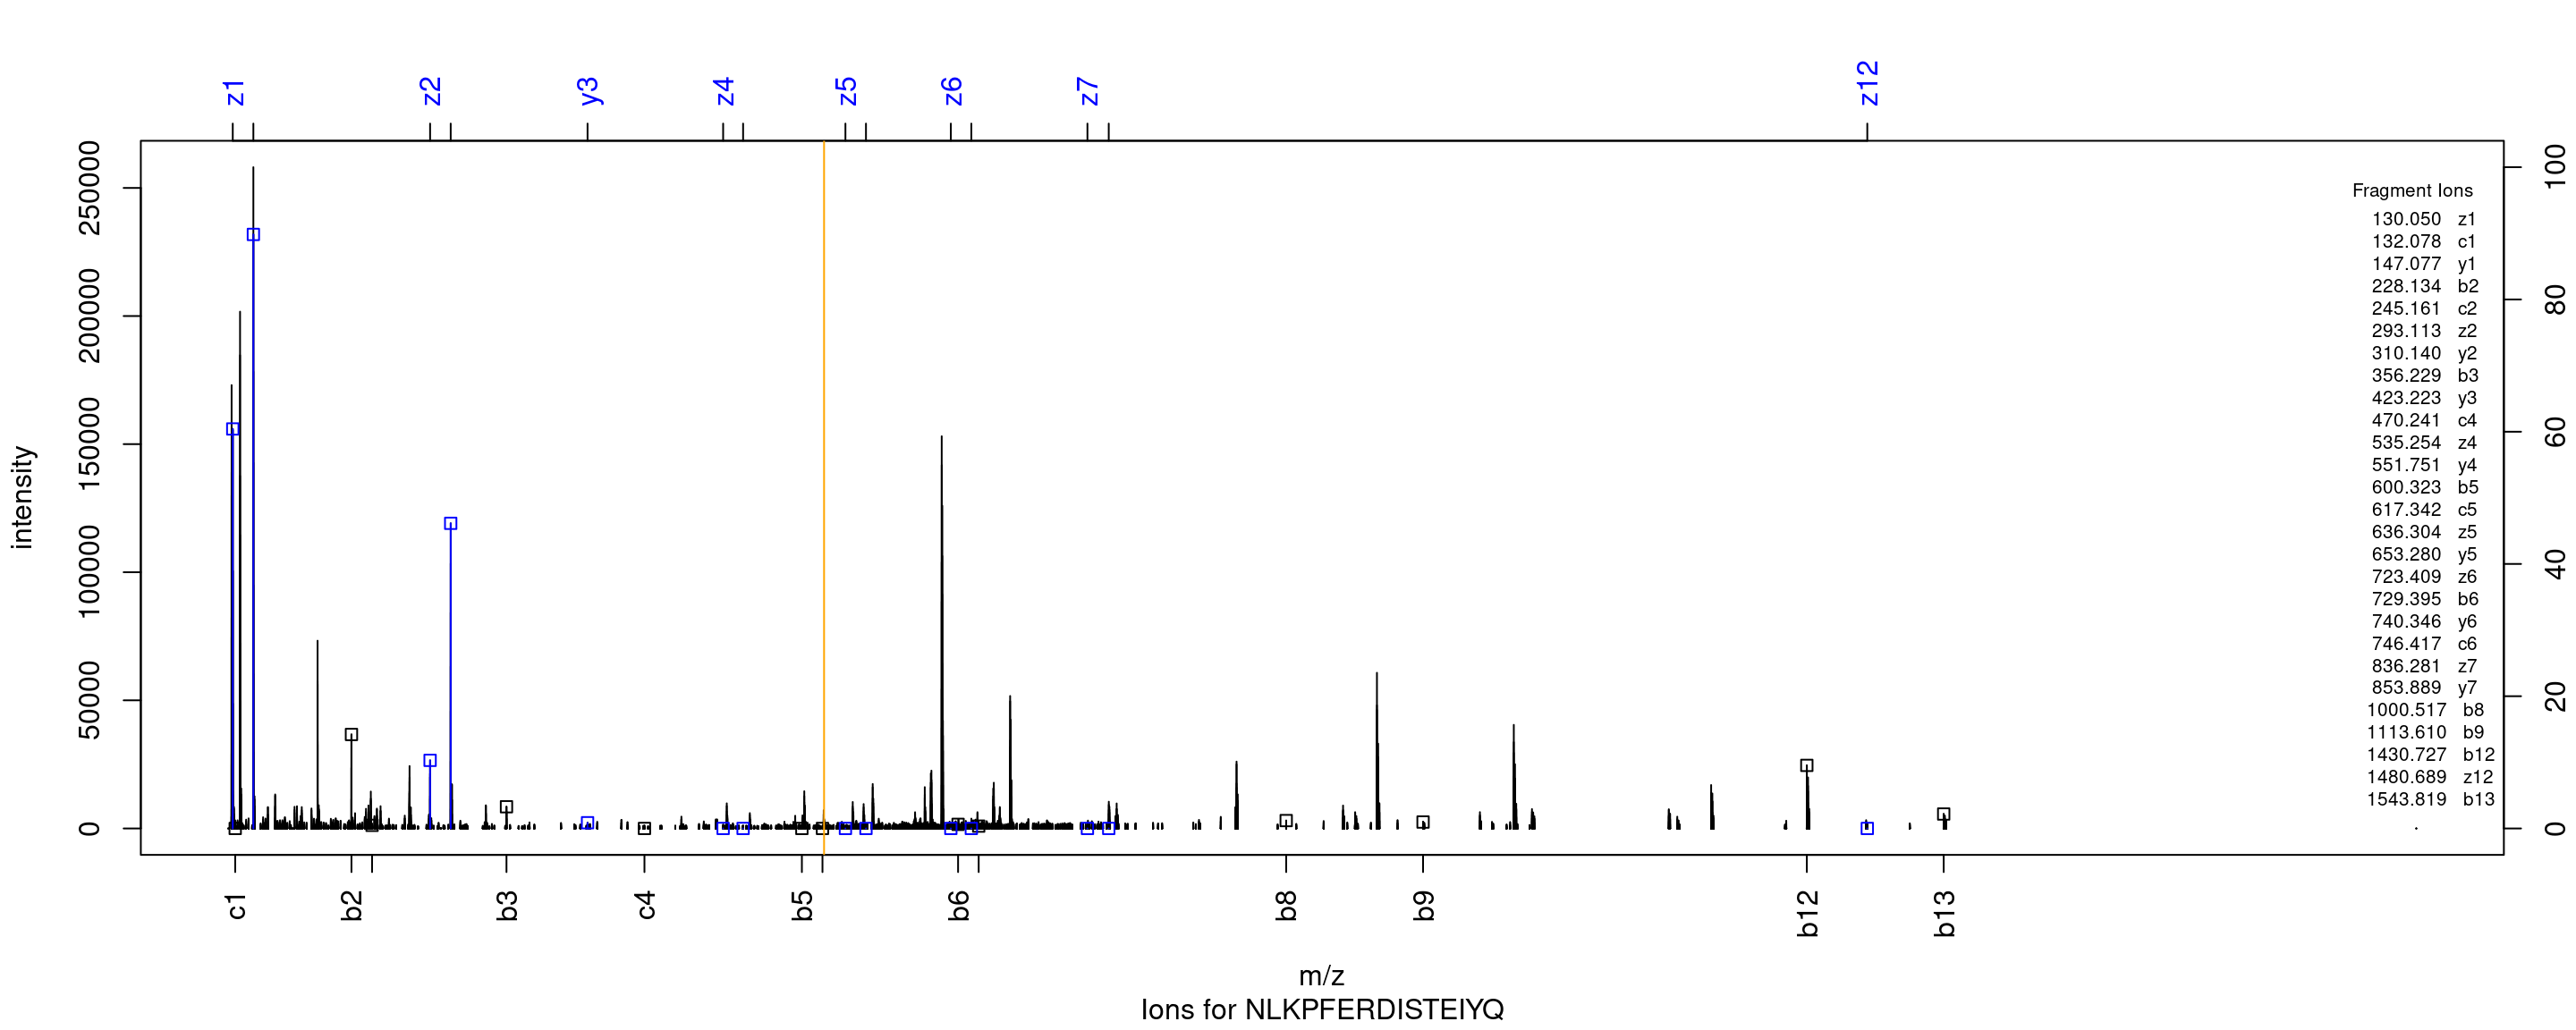 z1 z2 y3 z4 z5 z6 z7 z12
250000
200000
150000
100000
50000
0
intensity
100
80
60
40
20
0
Fragment Ions
130.050 z1
132.078 c1
147.077 y1
228.134 b2
245.161 c2
293.113 z2
310.140 y2
356.229 b3
423.223 y3
470.241 c4
535.254 z4
551.751 y4
600.323 b5
617.342 c5
636.304 z5
653.280 y5
723.409 z6
729.395 b6
740.346 y6
746.417 c6
836.281 z7
853.889 y7
1000.517 b8
1113.610 b9
1430.727 b12
1480.689 z12
1543.819 b13
c1 b2 b3 c4 b5 b6 b8 b9 b12 b13
m/z
Ions for NLKPFERDISTEIYQ